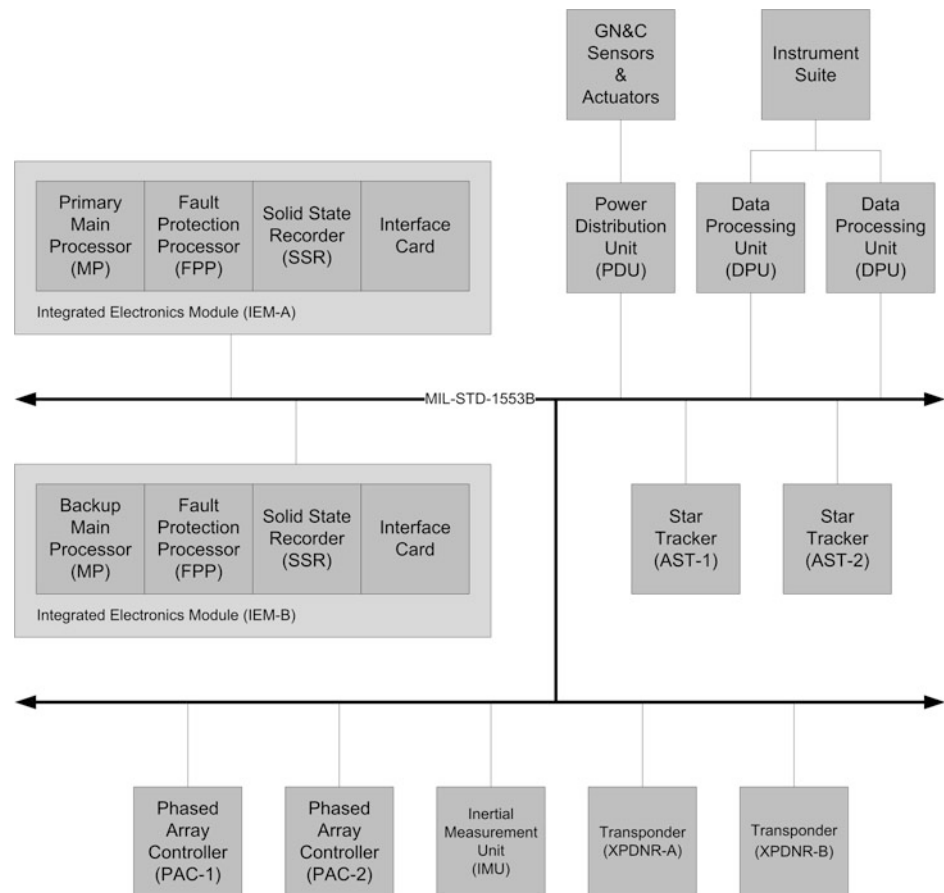 GN&C
Sensors
&
Actuators
Instrument
Suite
Primary
Main
Processor
(MP)
Fault
Protection
Processor
(FPP)
Solid State
Recorder
(SSR)
Interface
Card
Integrated Electronics Module (IEM-A)
Power
Distribution
Unit
(PDU)
Data
Processing
Unit
(DPU)
Data
Processing
Unit
(DPU)
MIL-STD-1553B
Backup
Main
Processor
(MP)
Fault
Protection
Processor
(FPP)
Solid State
Recorder
(SSR)
Interface
Card
Integrated Electronics Module (IEM-B)
Star
Tracker
(AST-1)
Star
Tracker
(AST-2)
Phased
Array
Controller
(PAC-1)
Phased
Array
Controller
(PAC-2)
Inertial
Measurement
Unit
(IMU)
Transponder
(XPDNR-A)
Transponder
(XPDNR-B)